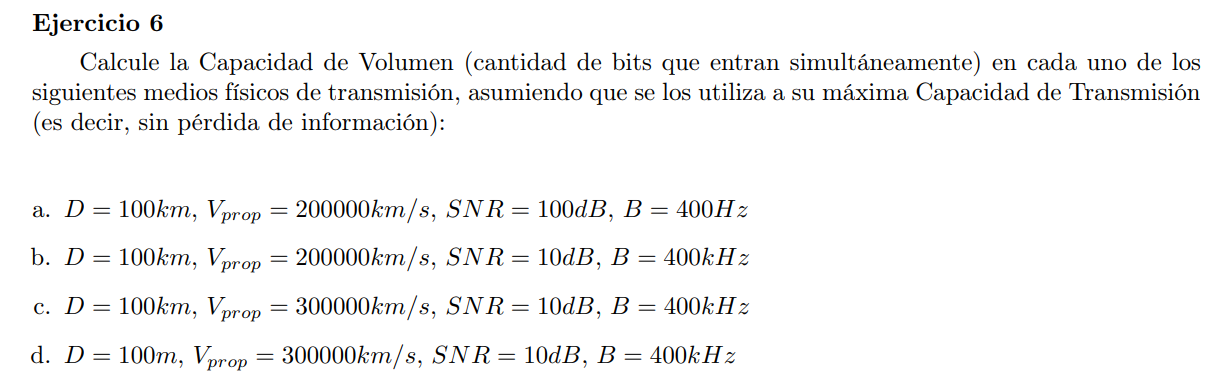 Ejercicio 6
Calcule la Capacidad de Volumen (cantidad de bits que entran simultáneamente) en cada uno de los
siguientes medios físicos de transmisión, asumiendo que se los utiliza a su máxima Capacidad de Transmisión
(es decir, sin pérdida de información):
a. D = 100km, V_{prop} = 200000km/s, SNR = 100dB, B = 400Hz
b. D = 100km, V_{prop} = 200000km/s, SNR = 10dB, B = 400kHz
c. D = 100km, V_{prop} = 300000km/s, SNR = 10dB, B = 400kHz
d. D = 100m, V_{prop} = 300000km/s, SNR = 10dB, B = 400kHz